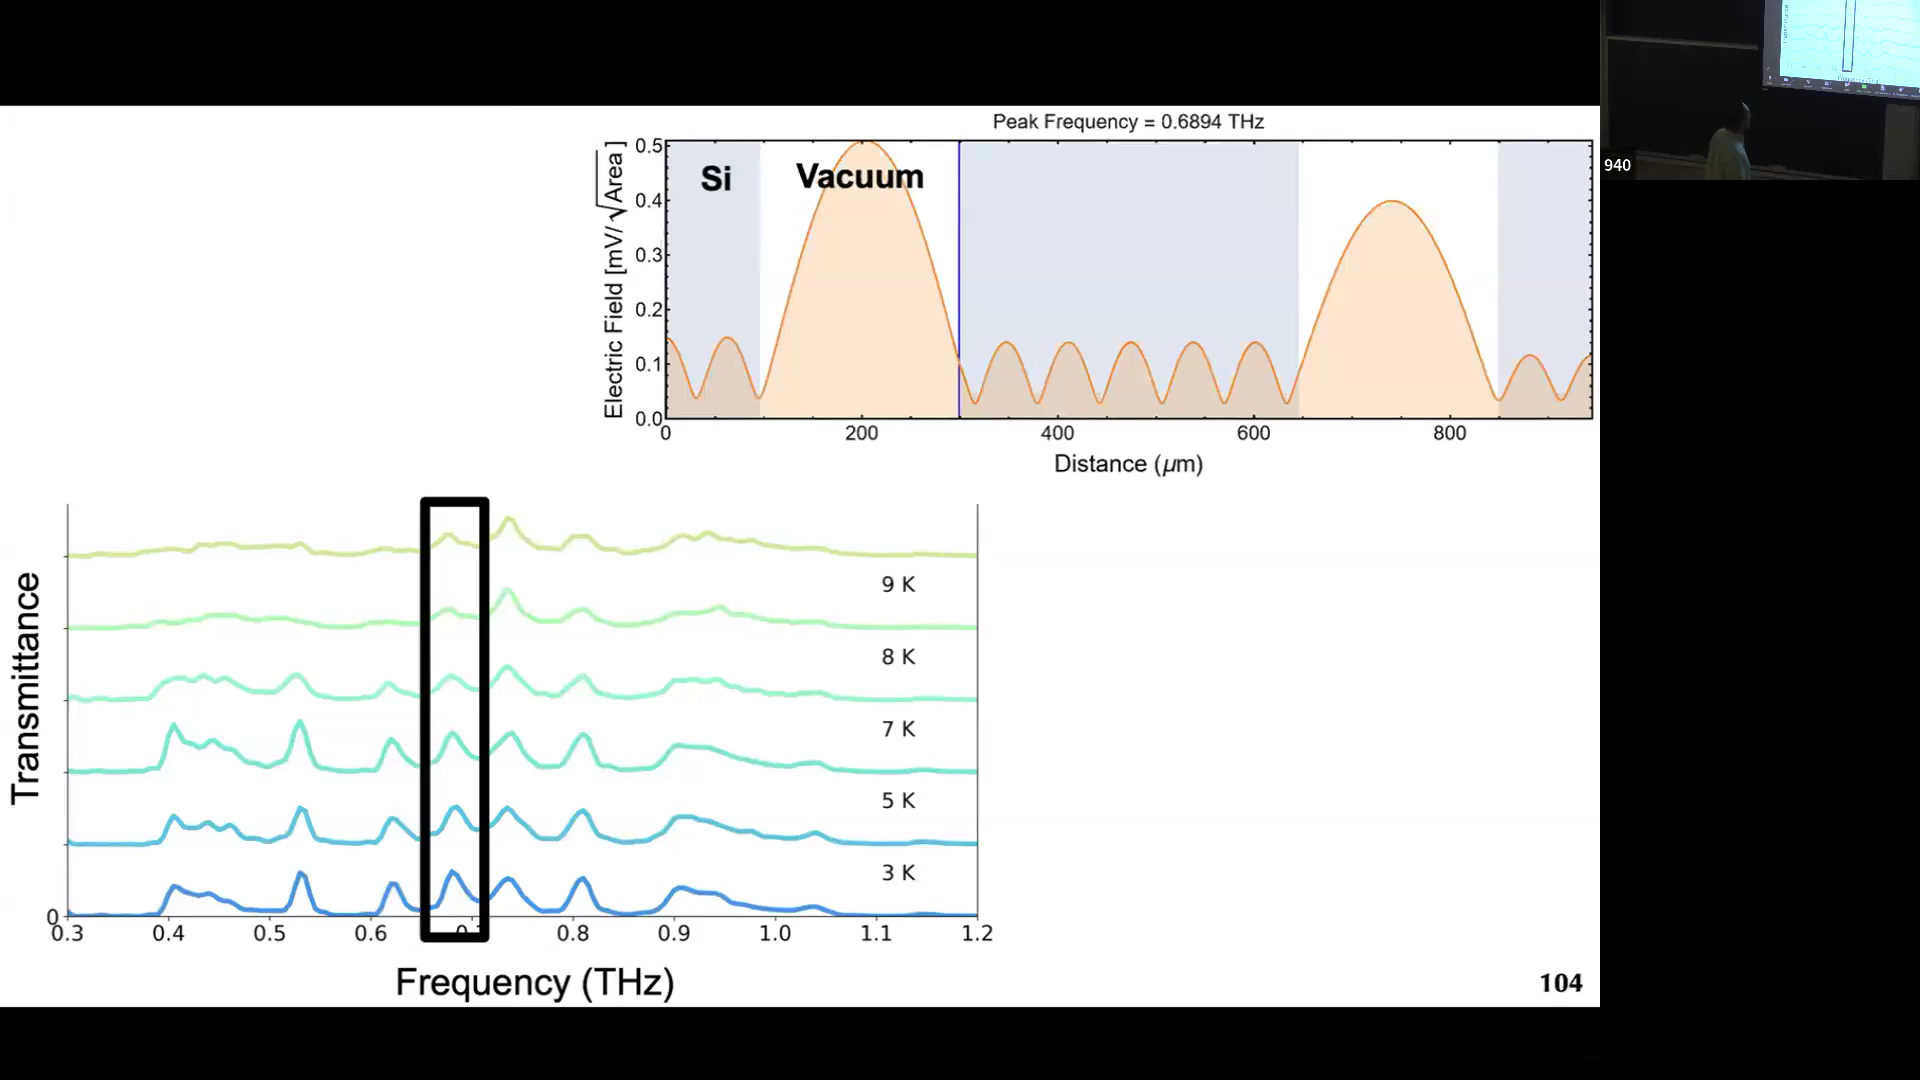 940
Peak Frequency = 0.6894 THz
Electric Field [mV/√Area ]
0.5
0.4
0.3
0.2
0.1
0.0
Si
Vacuum
0
200
400
600
800
Distance (μm)
Transmittance
9 K
8 K
7 K
5 K
3 K
0
0.3
0.4
0.5
0.6
0.8
0.9
1.0
1.1
1.2
Frequency (THz)
104